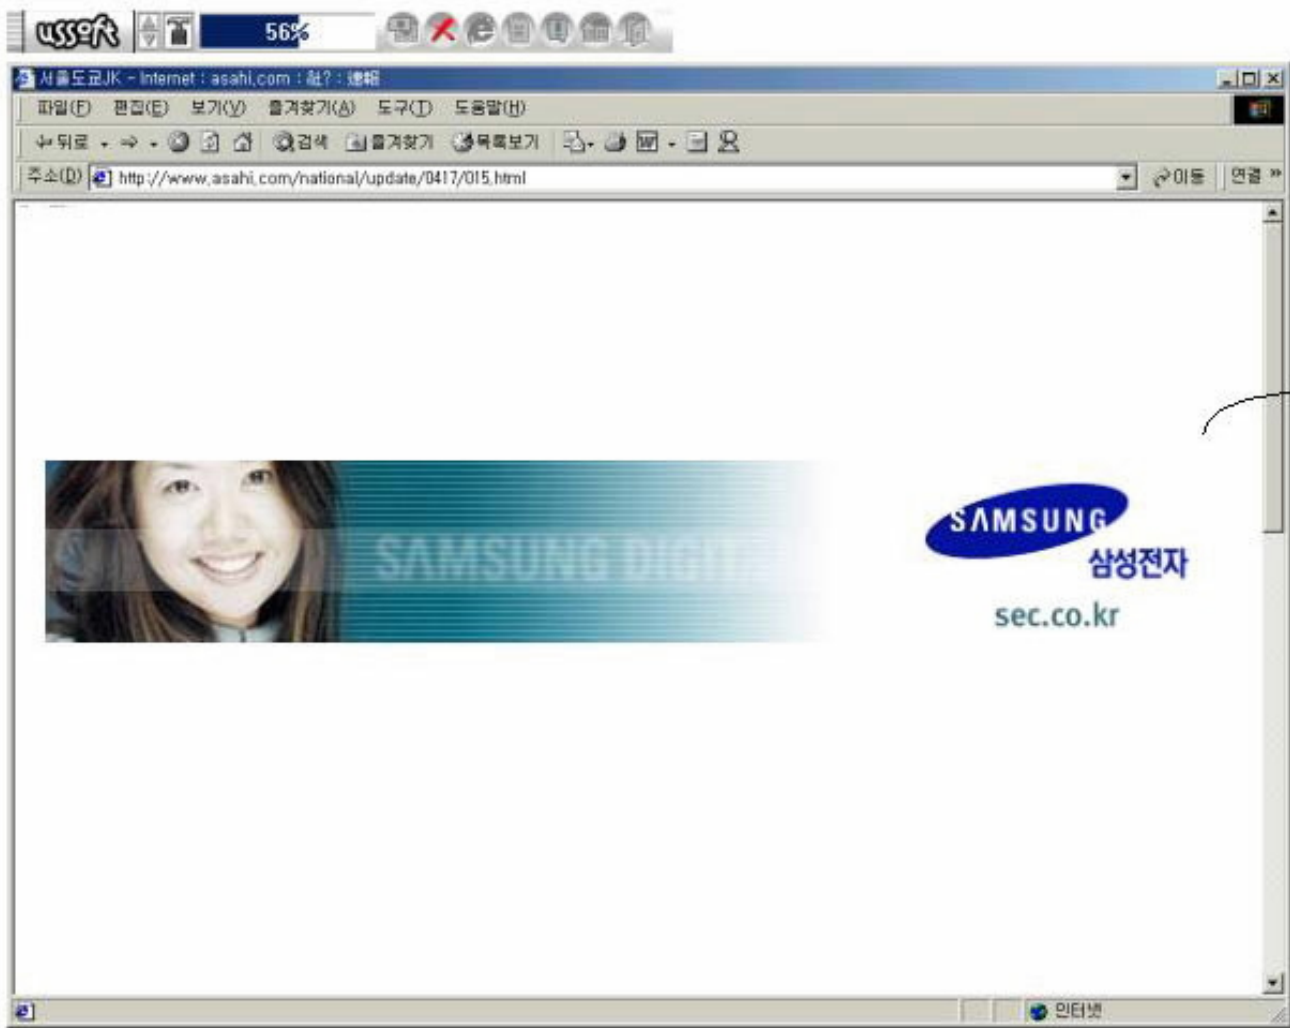 ussoft
56%
서울도쿄JK - Internet : asahi.com : 社? : 速報
파일(F) 편집(E) 보기(V) 즐겨찾기(A) 도구(T) 도움말(H)
뒤로 검색 즐겨찾기 목록보기
주소(D) http://www.asahi.com/national/update/0417/015.html 이동 연결 »
SAMSUNG
SAMSUNG
삼성전자
sec.co.kr
인터넷